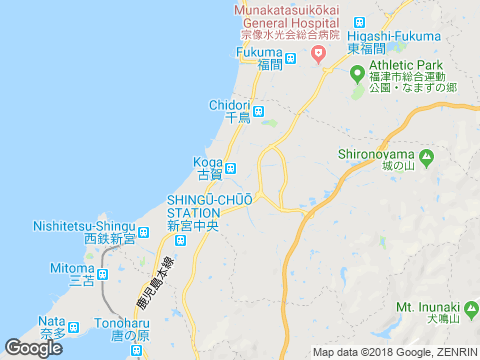 Munakatasuikōkai
General Hospital
宗像水光会総合病院
Higashi-Fukuma
東福間
Fukuma
福間
Athletic Park
福津市総合運動
公園・なまずの郷
Chidori
千鳥
Shironoyama
城の山
Koga
古賀
SHINGŪ-CHŪŌ
STATION
新宮中央
Nishitetsu-Shingu
西鉄新宮
Mitoma
三苫
鹿児島本線
Mt. Inunaki
犬鳴山
Nata
奈多
Tonoharu
唐の原
Google
Map data ©2018 Google, ZENRIN